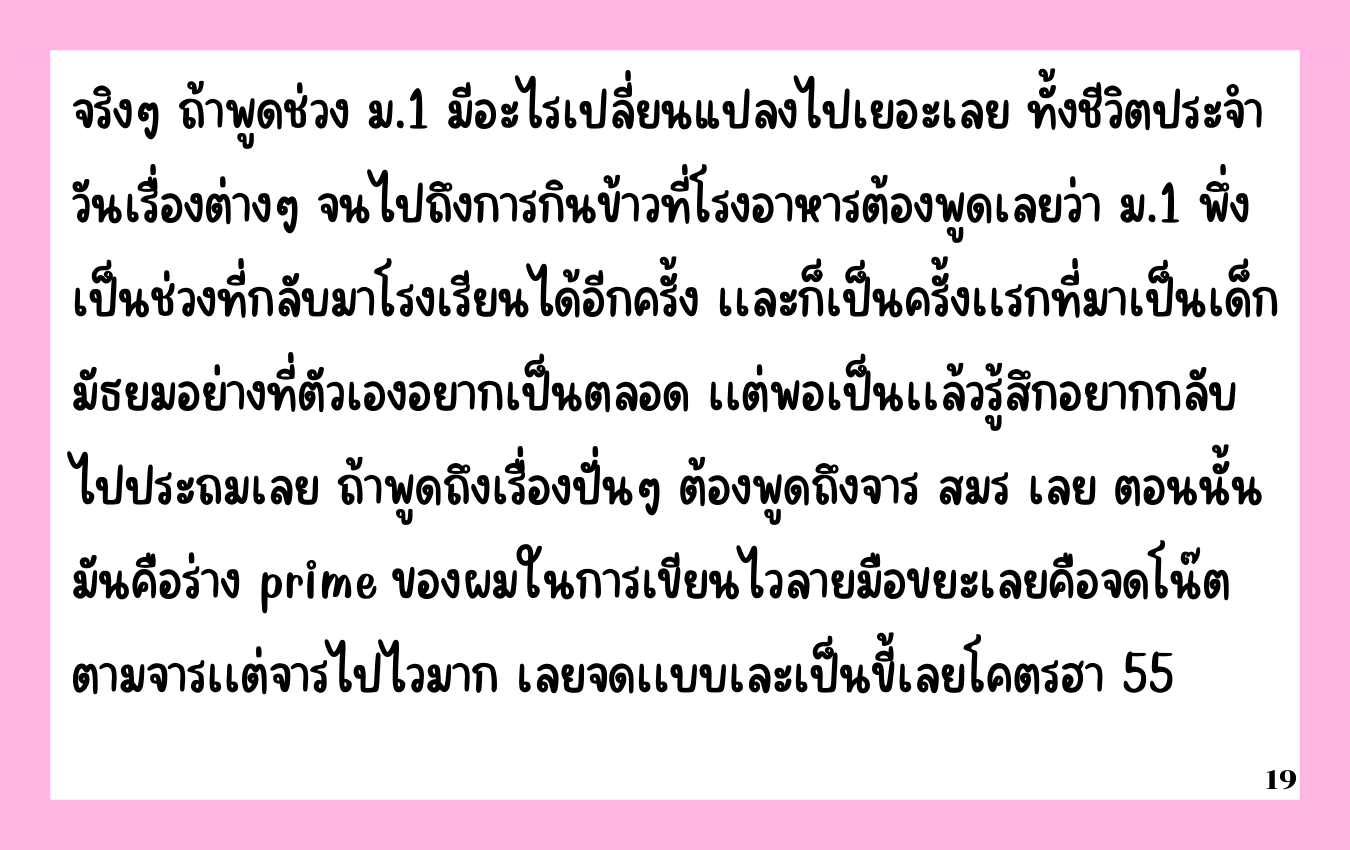 จริงๆ ถ้าพูดช่วง ม.1 มีอะไรเปลี่ยนแปลงไปเยอะเลย ทั้งชีวิตประจำ
วันเรื่องต่างๆ จนไปถึงการกินข้าวที่โรงอาหารต้องพูดเลยว่า ม.1 พึ่ง
เป็นช่วงที่กลับมาโรงเรียนได้อีกครั้ง และก็เป็นครั้งแรกที่มาเป็นเด็ก
มัธยมอย่างที่ตัวเองอยากเป็นตลอด แต่พอเป็นแล้วรู้สึกอยากกลับ
ไปประถมเลย ถ้าพูดถึงเรื่องปั่นๆ ต้องพูดถึงจาร สมร เลย ตอนนั้น
มันคือร่าง prime ของผมในการเขียนไวลายมือขยะเลยคือจดโน๊ต
ตามจารแต่จารไปไวมาก เลยจดแบบเละเป็นขี้เลยโคตรฮา 55
19